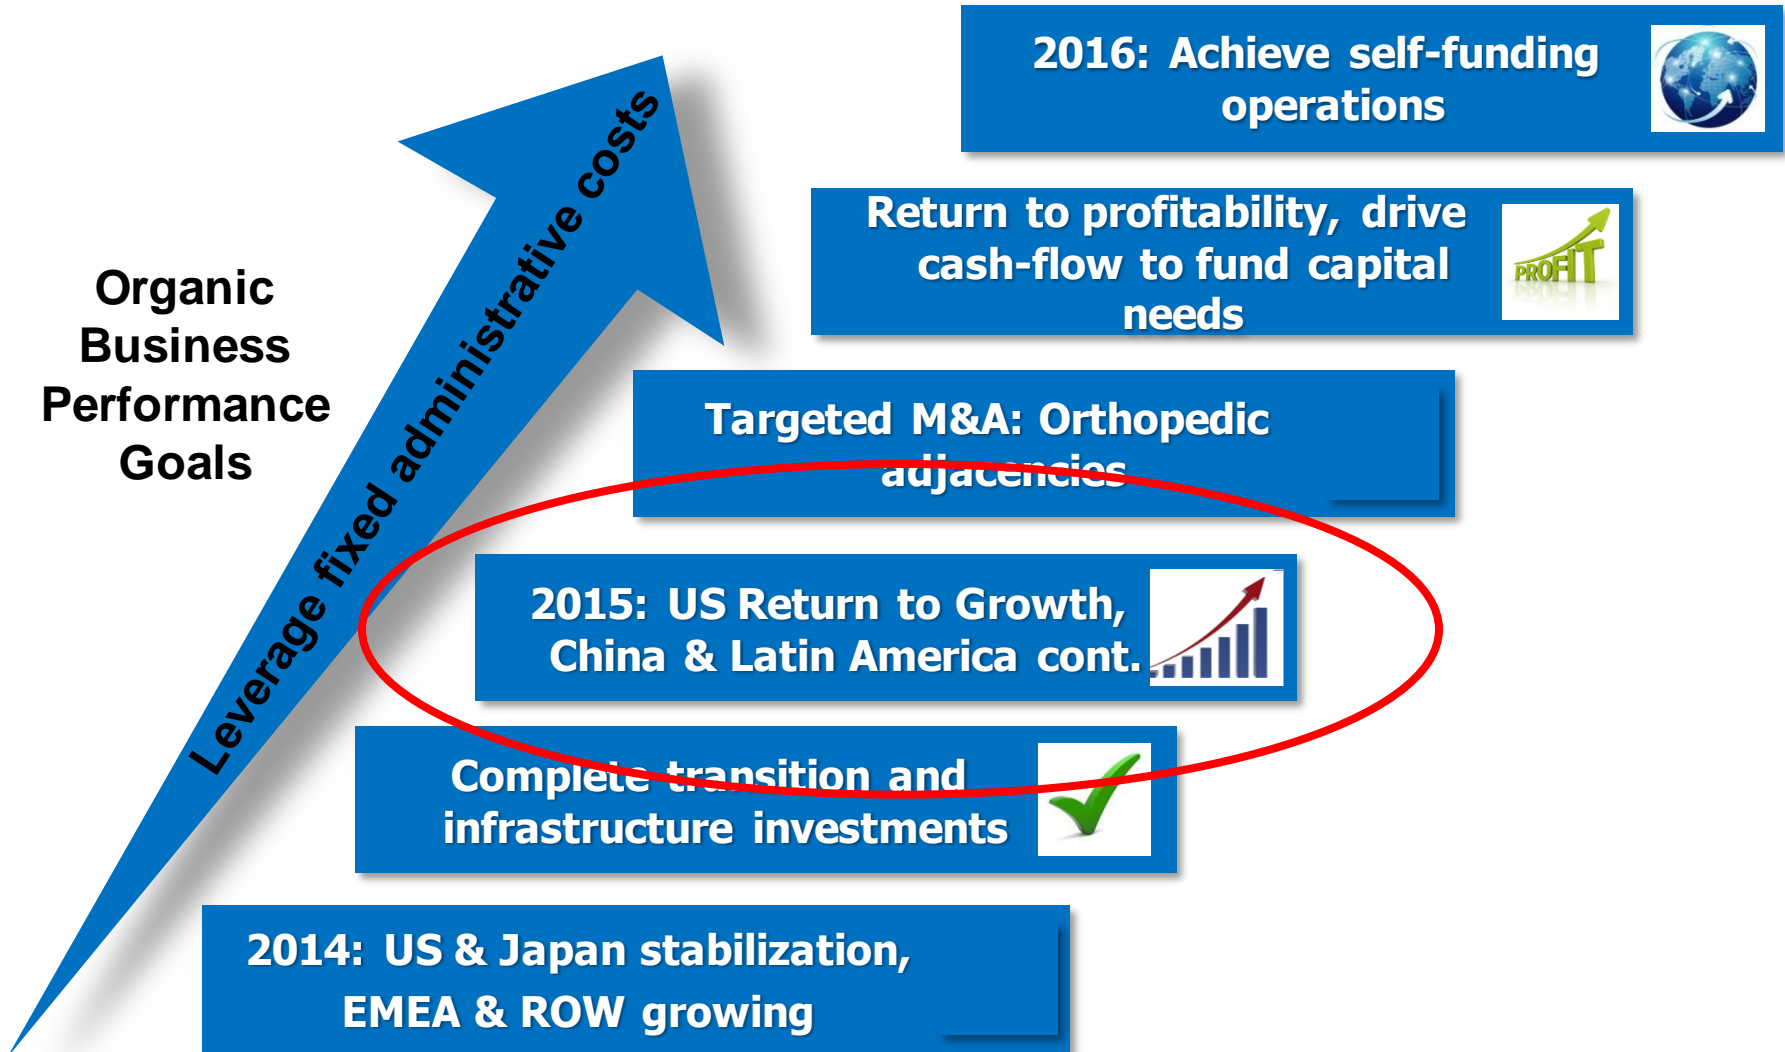 2016: Achieve self-funding
operations
Return to profitability, drive
cash-flow to fund capital
needs
PROFIT
Organic
Business
Performance
Goals
Leverage fixed administrative costs
Targeted M&A: Orthopedic
adjacencies
2015: US Return to Growth,
China & Latin America cont.
Complete transition and
infrastructure investments
2014: US & Japan stabilization,
EMEA & ROW growing